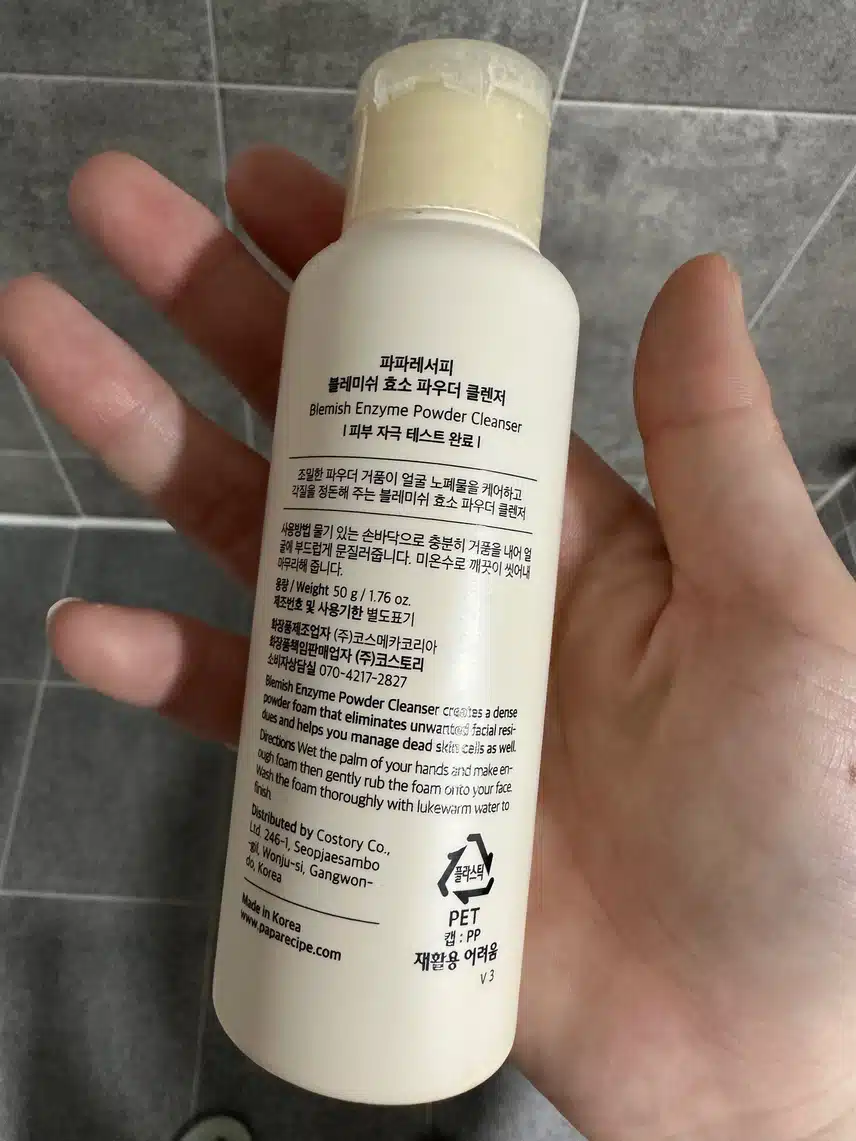 파파레서피
블레미쉬 효소 파우더 클렌저
Blemish Enzyme Powder Cleanser
| 피부 자극 테스트 완료 |
조밀한 파우더 거품이 얼굴 노폐물을 케어하고
각질을 정돈해 주는 블레미쉬 효소 파우더 클렌저
사용방법 물기 있는 손바닥으로 충분히 거품을 내어 얼
굴에 부드럽게 문질러줍니다. 미온수로 깨끗이 씻어내
마무리해 줍니다.
용량 / Weight 50 g / 1.76 oz.
제조번호 및 사용기한 별도표기
화장품제조업자 (주)코스메카코리아
화장품책임판매업자 (주)코스토리
소비자상담실 070-4217-2827
Blemish Enzyme Powder Cleanser creates a dense
powder foam that eliminates unwanted facial resi-
dues and helps you manage dead skin cells as well.
Directions Wet the palm of your hands and make en-
ough foam then gently rub the foam onto your face.
Wash the foam thoroughly with lukewarm water to
finish.
Distributed by Costory Co.,
Ltd. 246-1, Seopjaesambo
-gil, Wonju-si, Gangwon-
do, Korea
Made in Korea
www.paparecipe.com
플라스틱
PET
캡 : PP
재활용 어려움
V 3